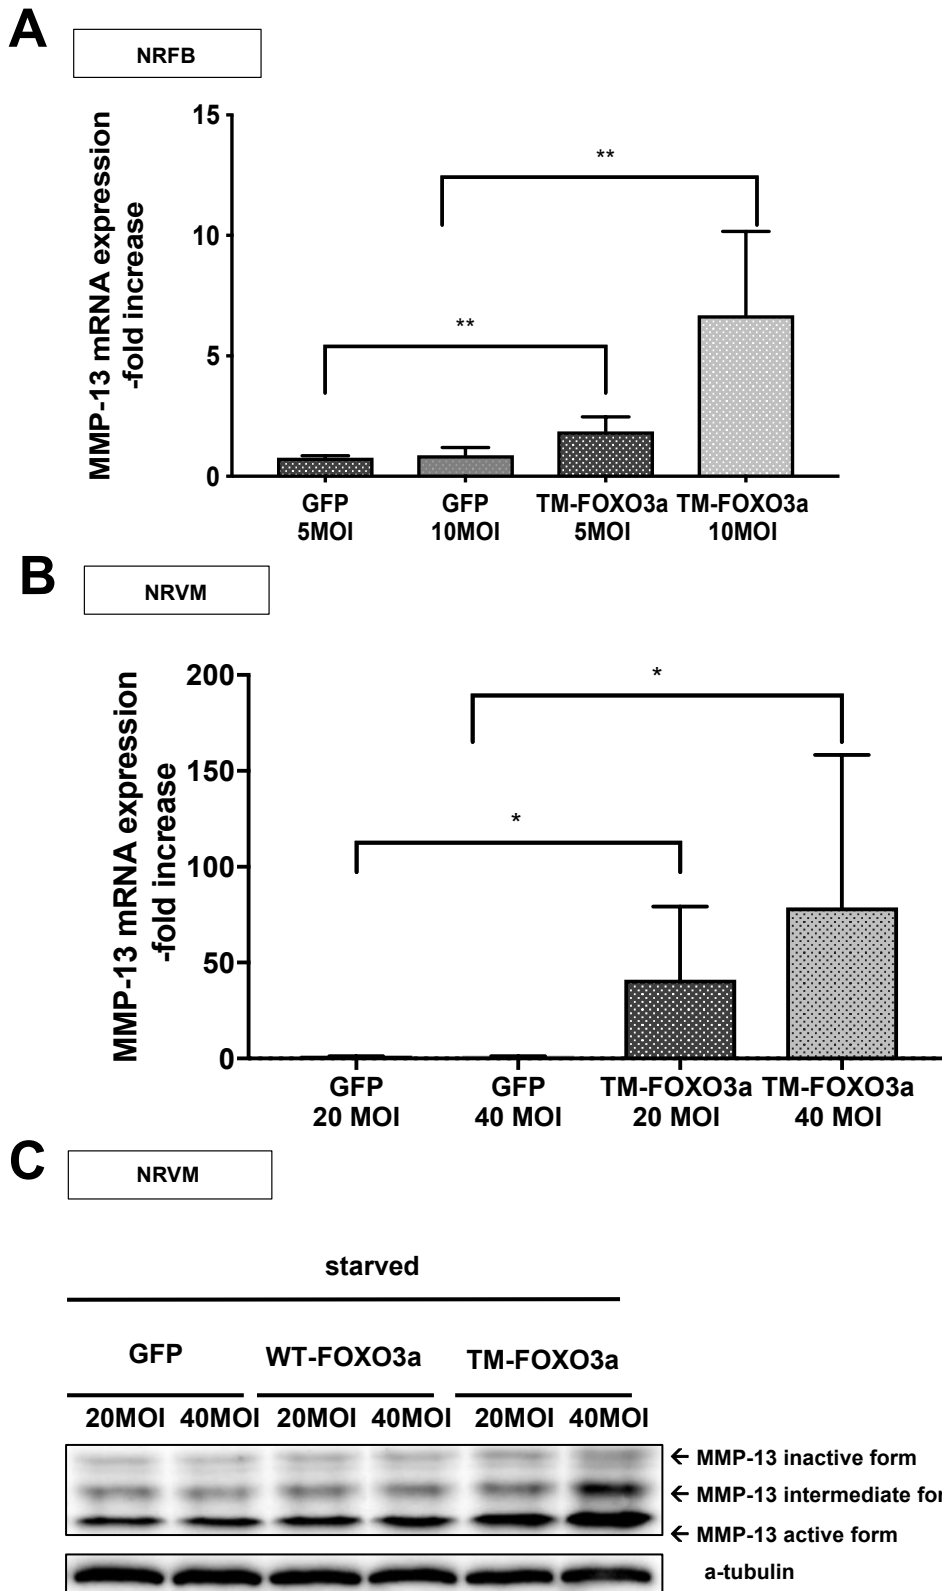 A
NRFB
MMP-13 mRNA expression
-fold increase
15
10
5
0
**
**
GFP
5MOI
GFP
10MOI
TM-FOXO3a
5MOI
TM-FOXO3a
10MOI
B
NRVM
MMP-13 mRNA expression
-fold increase
200
150
100
50
0
*
*
GFP
20 MOI
GFP
40 MOI
TM-FOXO3a
20 MOI
TM-FOXO3a
40 MOI
C
NRVM
starved
GFP WT-FOXO3a TM-FOXO3a
20MOI 40MOI 20MOI 40MOI 20MOI 40MOI
← MMP-13 inactive form
← MMP-13 intermediate for
← MMP-13 active form
a-tubulin